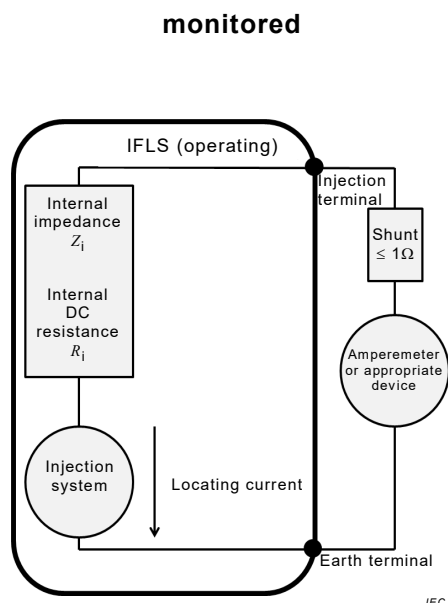 monitored
IFLS (operating)
Injection
terminal
Internal
impedance
Zi
Internal
DC
resistance
Ri
Shunt
≤ 1Ω
Amperemeter
or appropriate
device
Injection
system
Locating current
Earth terminal
IEC